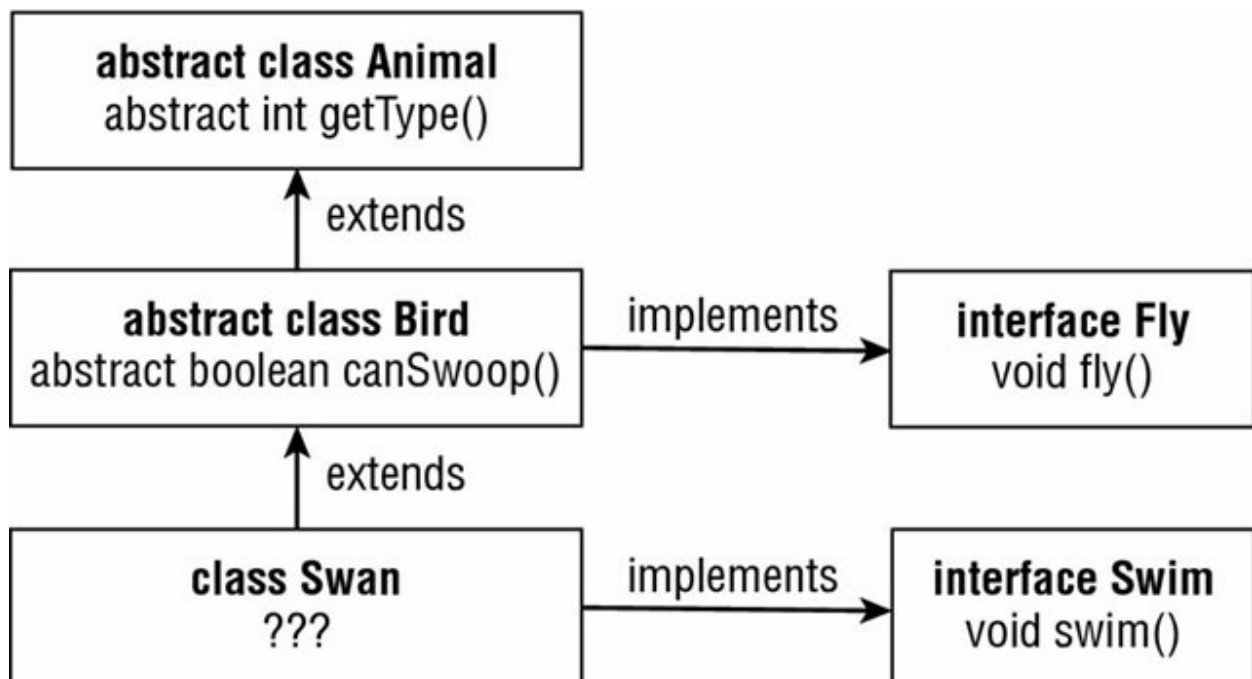 abstract class Animal
abstract int getType()
extends
abstract class Bird
abstract boolean canSwoop()
implements
interface Fly
void fly()
extends
class Swan
???
implements
interface Swim
void swim()